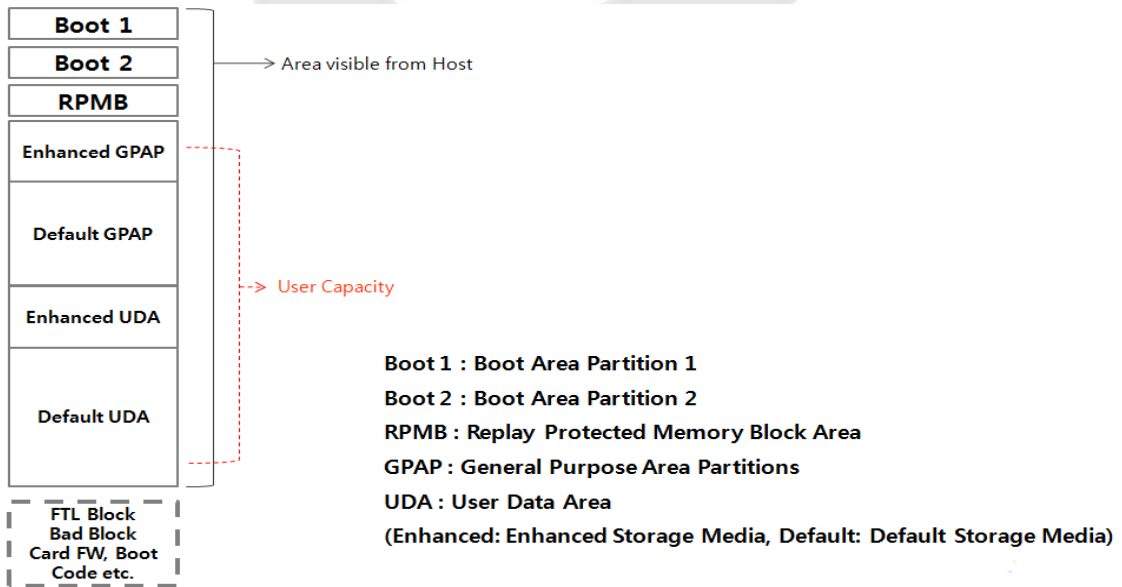 Boot 1
Boot 2
Area visible from Host
RPMB
Enhanced GPAP
Default GPAP
User Capacity
Enhanced UDA
Default UDA
Boot 1 : Boot Area Partition 1
Boot 2 : Boot Area Partition 2
RPMB : Replay Protected Memory Block Area
GPAP : General Purpose Area Partitions
UDA : User Data Area
(Enhanced: Enhanced Storage Media, Default: Default Storage Media)
FTL Block
Bad Block
Card FW, Boot
Code etc.